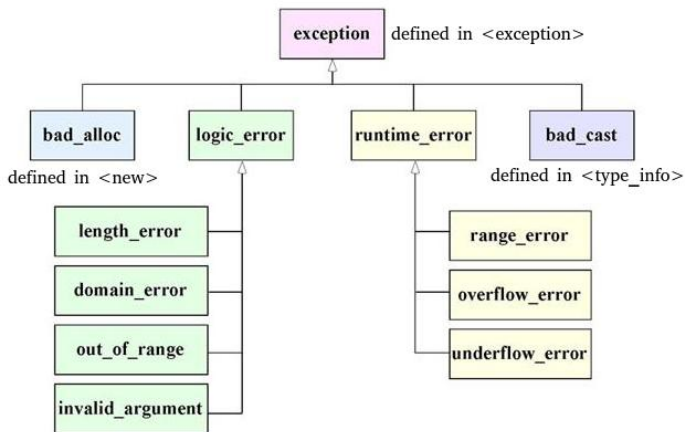 exception defined in <exception>
bad_alloc logic_error runtime_error bad_cast
defined in <new> defined in <type_info>
length_error range_error
domain_error overflow_error
out_of_range underflow_error
invalid_argument